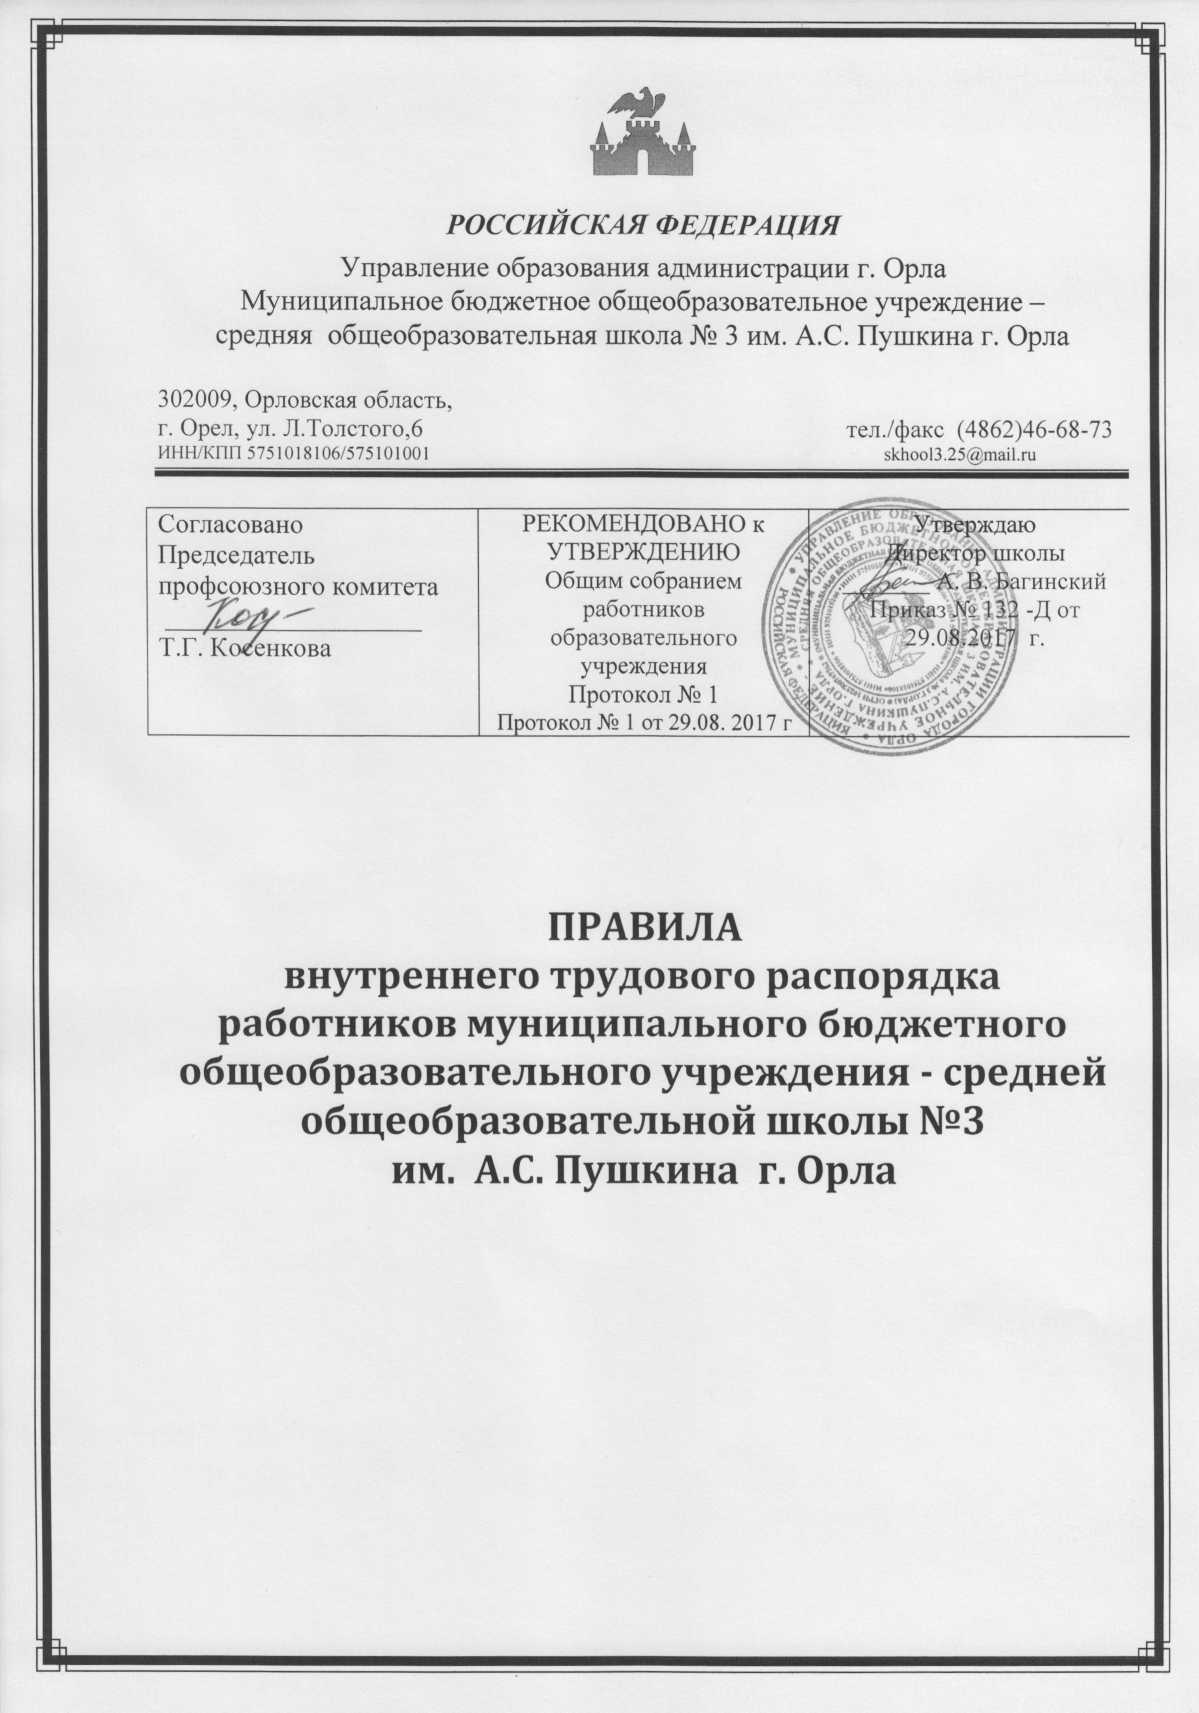 РОССИЙСКАЯ ФЕДЕРАЦИЯ
Управление образования администрации г. Орла
Муниципальное бюджетное общеобразовательное учреждение –
средняя общеобразовательная школа № 3 им. А.С. Пушкина г. Орла
302009, Орловская область,
г. Орел, ул. Л.Толстого,6
тел./факс (4862)46-68-73
ИНН/КПП 5751018106/575101001
skhool3.25@mail.ru
Согласовано
Председатель
профсоюзного комитета
Т.Г. Косенкова
РЕКОМЕНДОВАНО к
УТВЕРЖДЕНИЮ
Общим собранием
работников
образовательного
учреждения
Протокол № 1
Протокол № 1 от 29.08. 2017 г
Утверждаю
Директор школы
А. В. Багинский
Приказ № 132 -Д от
29.08.2017 г.
ПРАВИЛА
внутреннего трудового распорядка
работников муниципального бюджетного
общеобразовательного учреждения - средней
общеобразовательной школы №3
им. А.С. Пушкина г. Орла